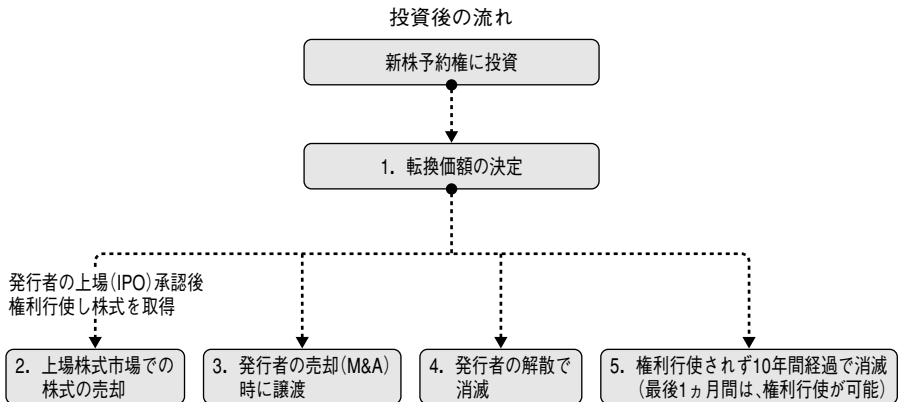 投資後の流れ
新株予約権に投資
1. 転換価額の決定
発行者の上場(IPO)承認後
権利行使し株式を取得
2. 上場株式市場での
株式の売却
3. 発行者の売却(M&A)
時に譲渡
4. 発行者の解散で
消滅
5. 権利行使されず10年間経過で消滅
(最後1ヵ月間は、権利行使が可能)